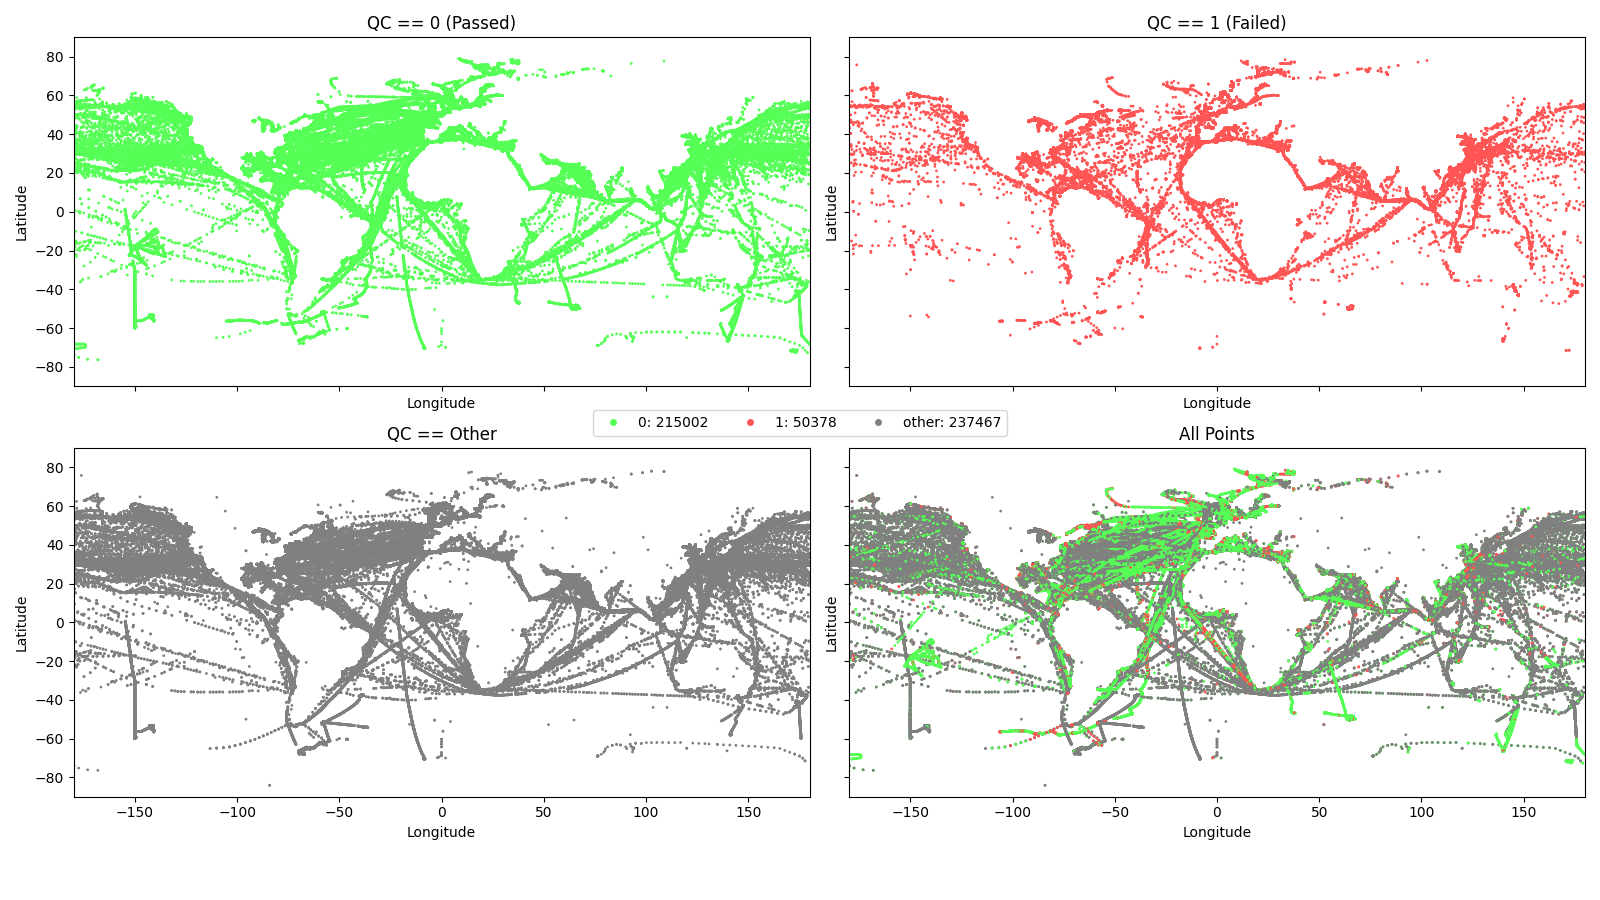 QC == 0 (Passed)
QC == 1 (Failed)
80
60
40
20
0
−20
−40
−60
−80
Latitude
Latitude
Longitude
Longitude
0: 215002 1: 50378 other: 237467
QC == Other
All Points
80
60
40
20
0
−20
−40
−60
−80
Latitude
Latitude
−150 −100 −50 0 50 100 150
−150 −100 −50 0 50 100 150
Longitude
Longitude